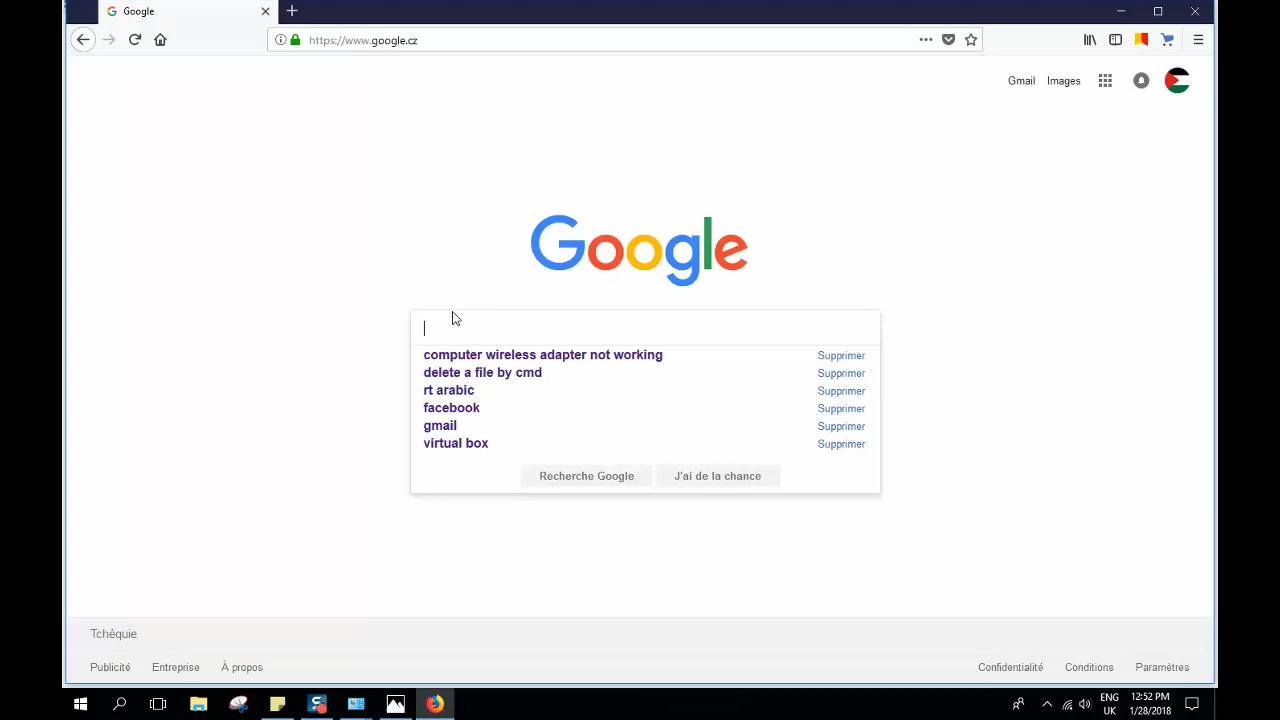 Google
https://www.google.cz
Gmail Images
Google
computer wireless adapter not working Supprimer
delete a file by cmd Supprimer
rt arabic Supprimer
facebook Supprimer
gmail Supprimer
virtual box Supprimer
Recherche Google J'ai de la chance
Tchéquie
Publicité Entreprise À propos Confidentialité Conditions Paramètres
ENG 12:52 PM
UK 1/28/2018